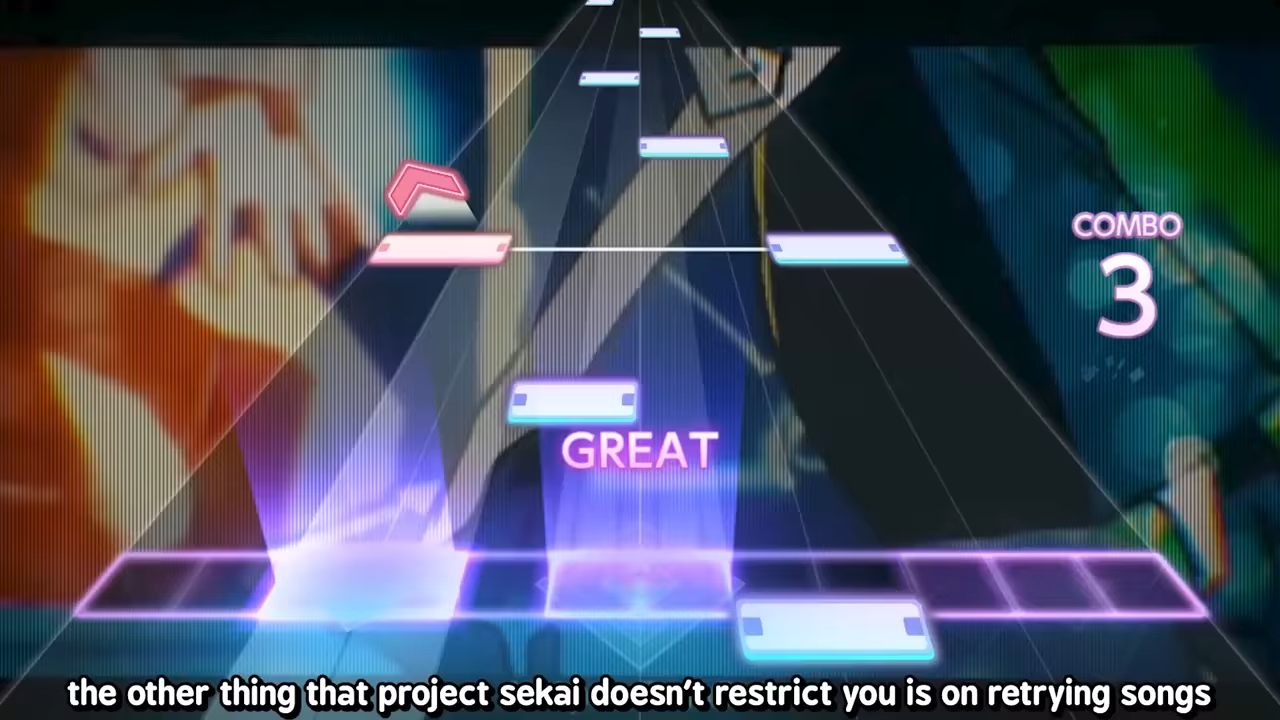 COMBO
3
GREAT
the other thing that project sekai doesn't restrict you is on retrying songs